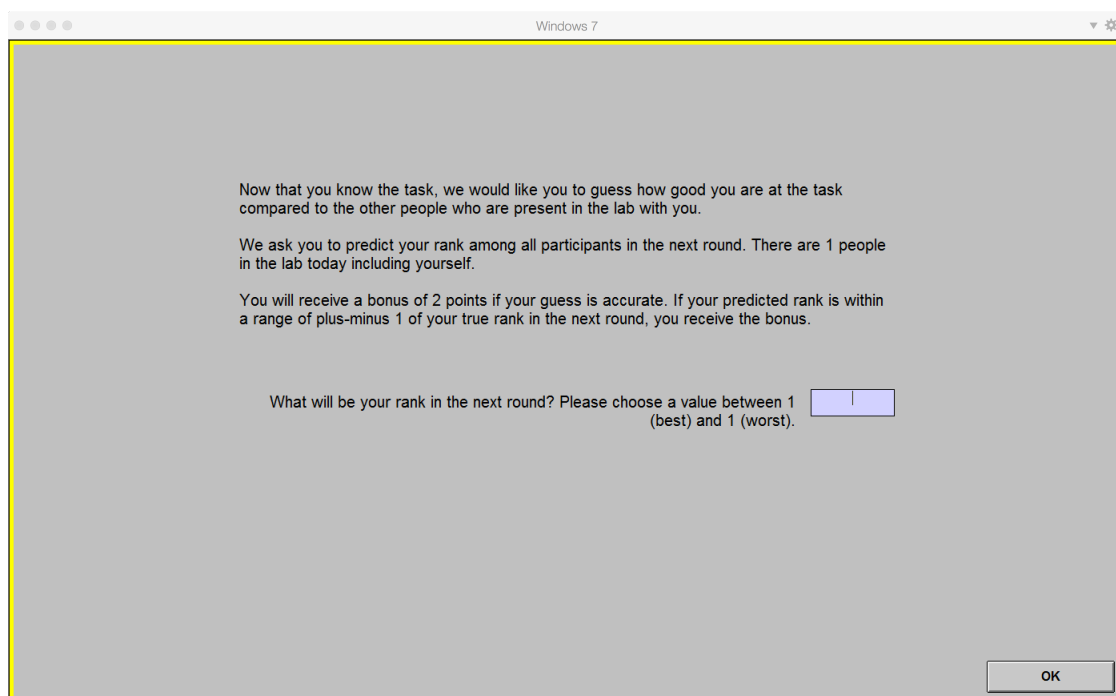 Windows 7
Now that you know the task, we would like you to guess how good you are at the task
compared to the other people who are present in the lab with you.
We ask you to predict your rank among all participants in the next round. There are 1 people
in the lab today including yourself.
You will receive a bonus of 2 points if your guess is accurate. If your predicted rank is within
a range of plus-minus 1 of your true rank in the next round, you receive the bonus.
What will be your rank in the next round? Please choose a value between 1
(best) and 1 (worst).
OK